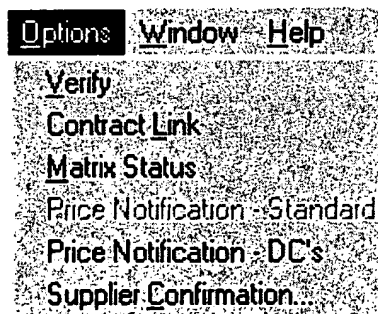 Options Window Help
Verify
Contract Link
Matrix Status
Price Notification - Standard
Price Notification - DC's
Supplier Confirmation...